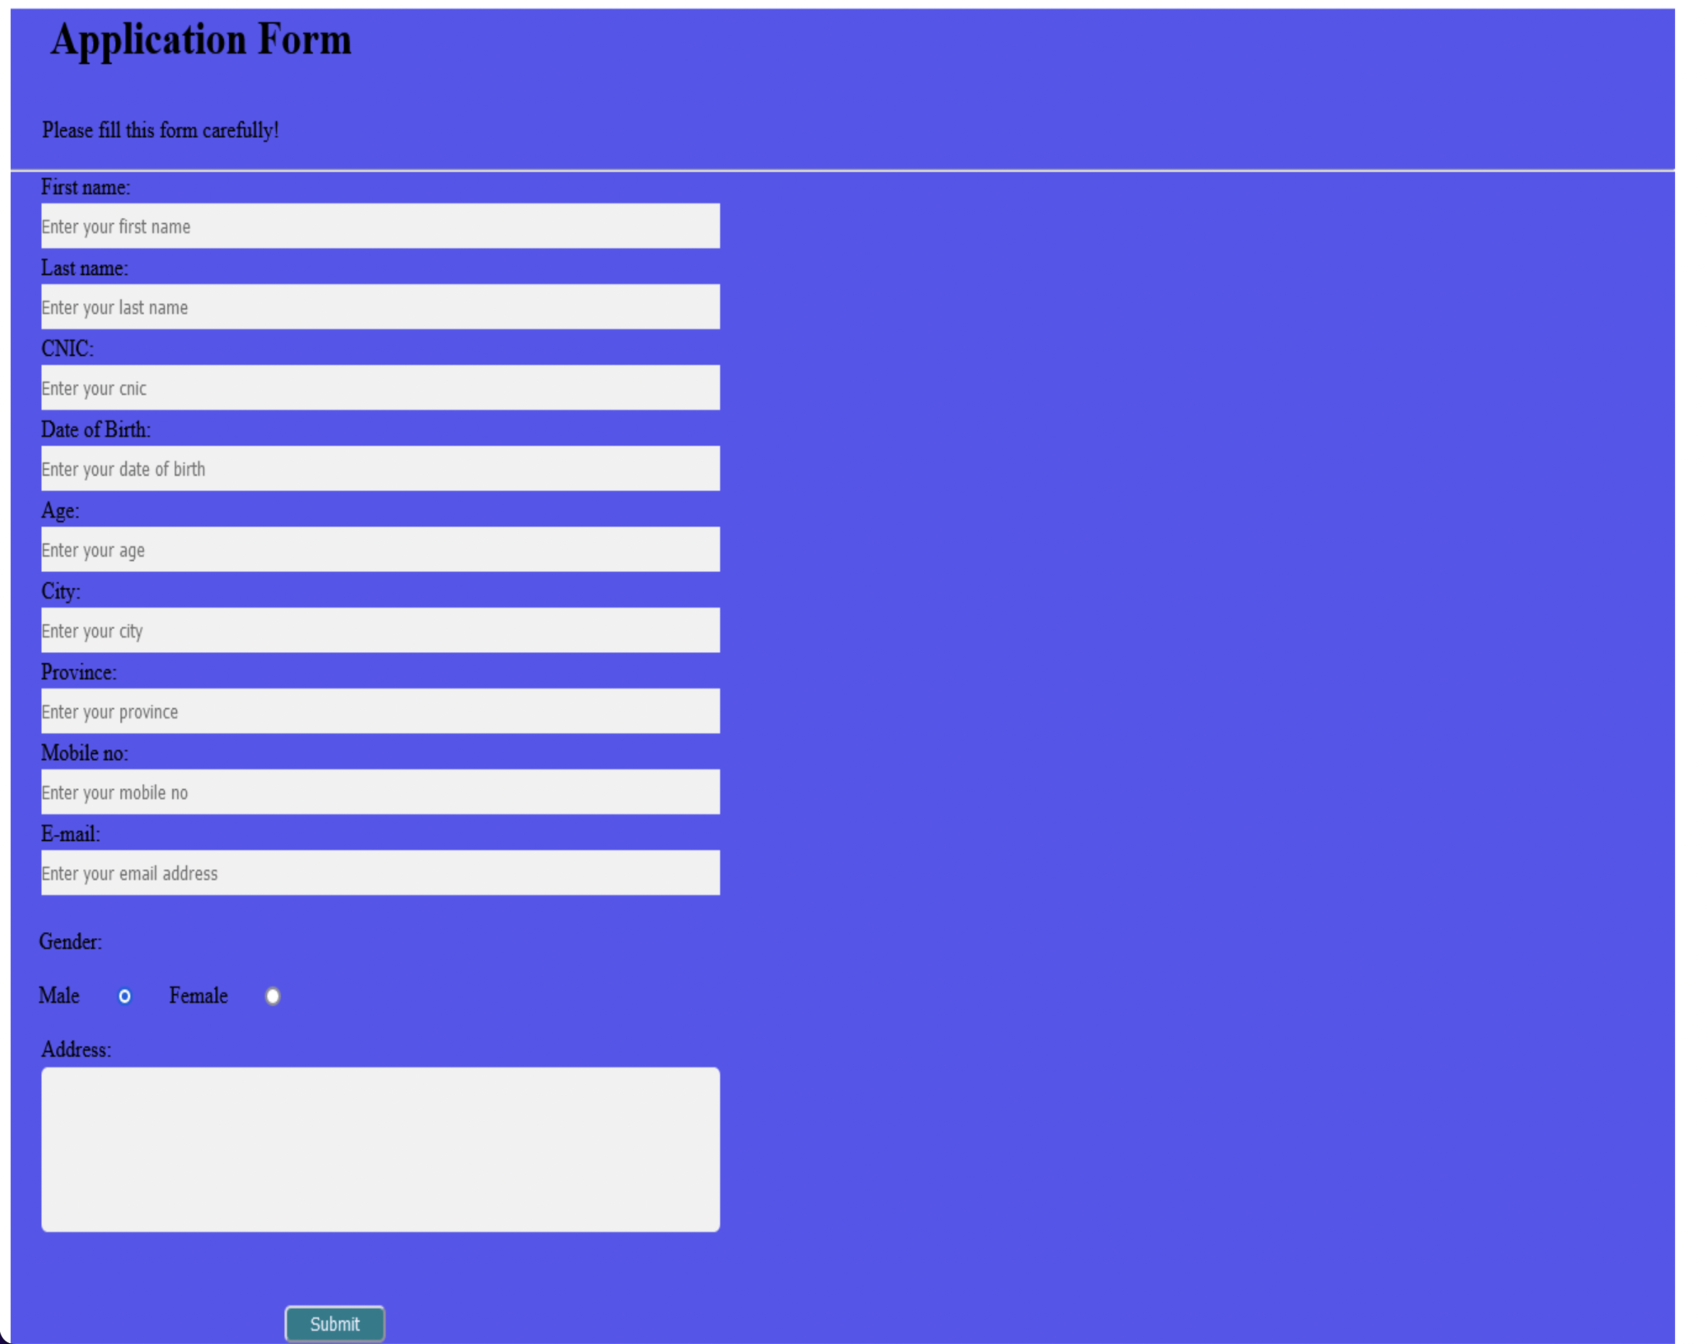 Application Form
Please fill this form carefully!
First name:
Enter your first name
Last name:
Enter your last name
CNIC:
Enter your cnic
Date of Birth:
Enter your date of birth
Age:
Enter your age
City:
Enter your city
Province:
Enter your province
Mobile no:
Enter your mobile no
E-mail:
Enter your email address
Gender:
Male Female
Address:
Submit